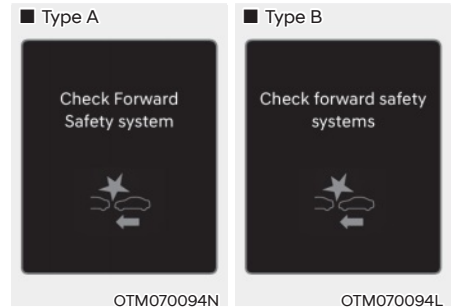 ■ Type A
Check Forward
Safety system
OTM070094N
■ Type B
Check forward safety
systems
OTM070094L